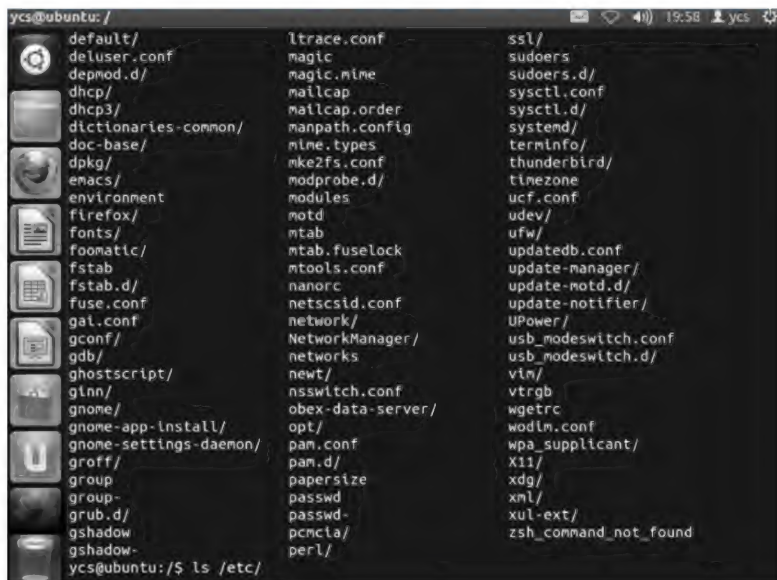 ycs@ubuntu: / 19:58 ycs
default/ ltrace.conf ssl/
deluser.conf magic sudoers
depmod.d/ magic.mime sudoers.d/
dhcp/ mailcap sysctl.conf
dhcp3/ mailcap.order sysctl.d/
dictionaries-common/ manpath.config systemd/
doc-base/ mime.types terminfo/
dpkg/ mke2fs.conf thunderbird/
emacs/ modprobe.d/ timezone
environment modules ucf.conf
firefox/ motd udev/
fonts/ mtab ufw/
foomatic/ mtab.fuselock updatedb.conf
fstab mtools.conf update-manager/
fstab.d/ nanorc update-motd.d/
fuse.conf netscsid.conf update-notifier/
gai.conf network/ UPower/
gconf/ NetworkManager/ usb_modeswitch.conf
gdb/ networks usb_modeswitch.d/
ghostscript/ newt/ vim/
ginn/ nsswitch.conf vtrgb
gnome/ obex-data-server/ wgetrc
gnome-app-install/ opt/ wodim.conf
gnome-settings-daemon/ pam.conf wpa_supplicant/
groff/ pam.d/ X11/
group papersize xdg/
group- passwd xml/
grub.d/ passwd- xul-ext/
gshadow pcmcia/ zsh_command_not_found
gshadow- perl/
ycs@ubuntu:/$ ls /etc/